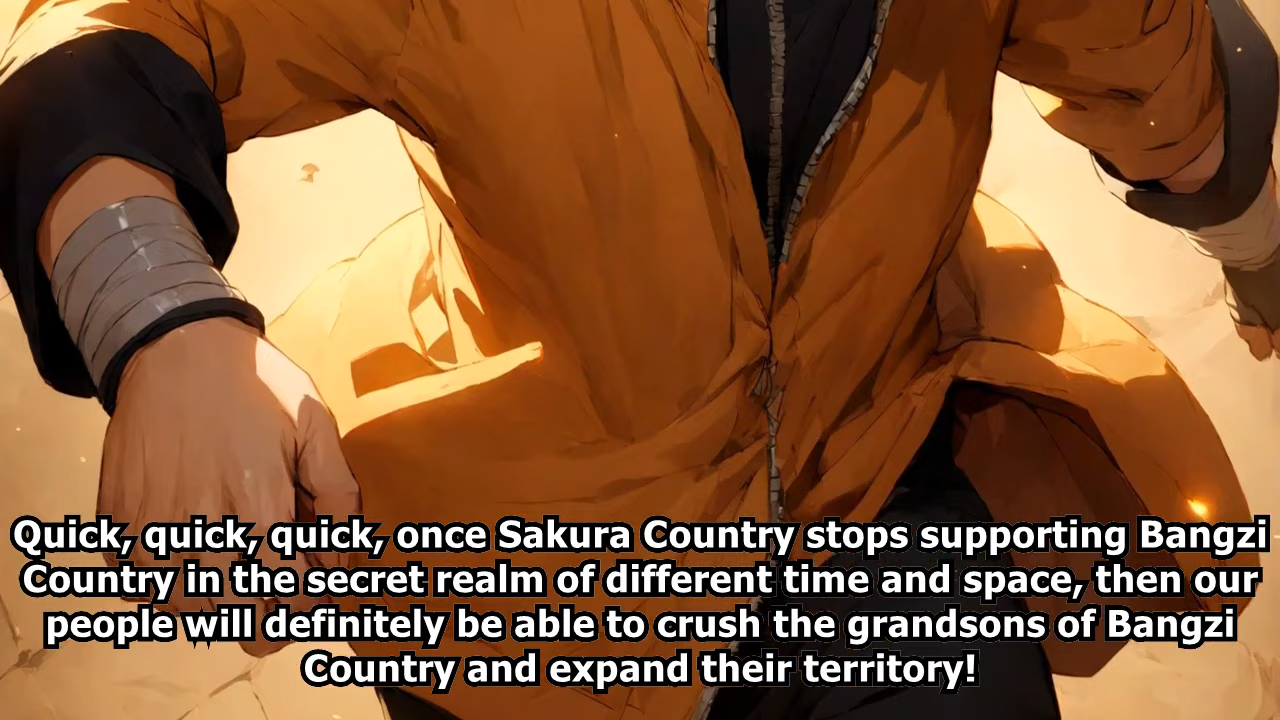 Quick, quick, quick, once Sakura Country stops supporting Bangzi
Country in the secret realm of different time and space, then our
people will definitely be able to crush the grandsons of Bangzi
Country and expand their territory!